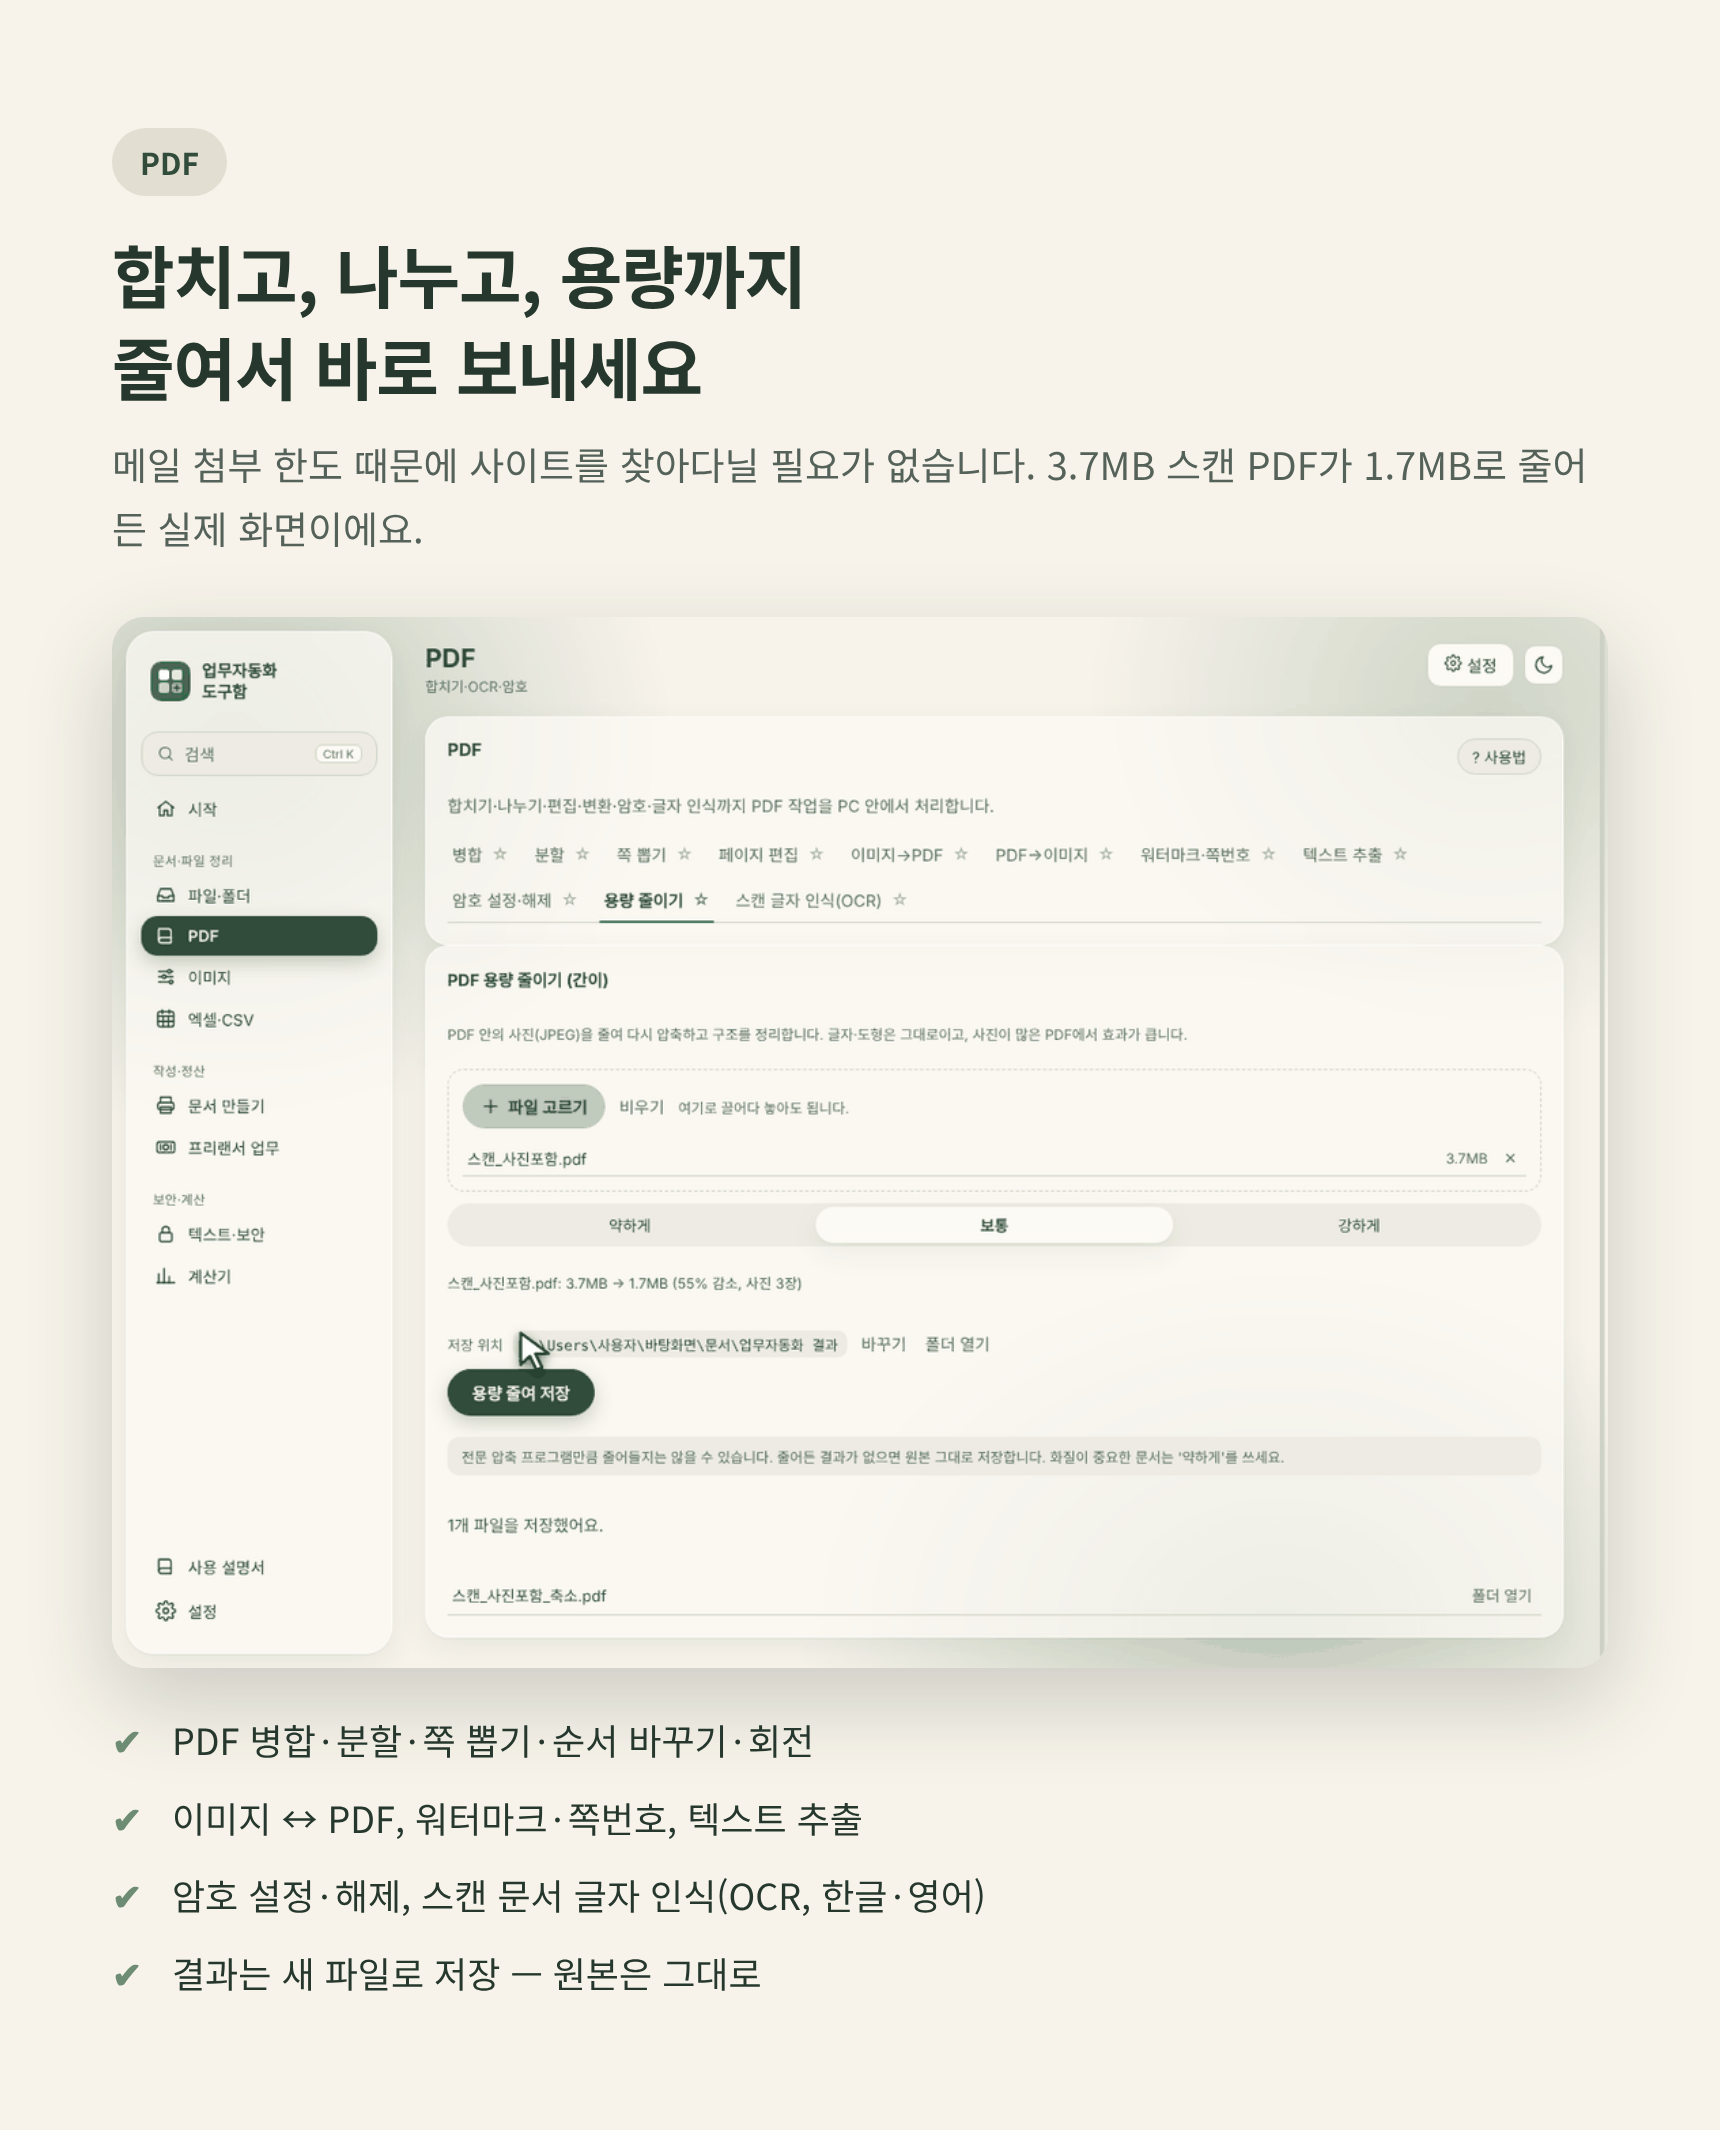 PDF
합치고, 나누고, 용량까지
줄여서 바로 보내세요
메일 첨부 한도 때문에 사이트를 찾아다닐 필요가 없습니다. 3.7MB 스캔 PDF가 1.7MB로 줄어
든 실제 화면이에요.
업무자동화
도구함
검색 Ctrl K
시작
문서·파일 정리
파일·폴더
PDF
이미지
엑셀·CSV
작성·정산
문서 만들기
프리랜서 업무
보안·계산
텍스트·보안
계산기
사용 설명서
설정
PDF
합치기·OCR·암호
설정
PDF
? 사용법
합치기·나누기·편집·변환·암호·글자 인식까지 PDF 작업을 PC 안에서 처리합니다.
병합 ☆ 분할 ☆ 쪽 뽑기 ☆ 페이지 편집 ☆ 이미지→PDF ☆ PDF→이미지 ☆ 워터마크·쪽번호 ☆ 텍스트 추출 ☆
암호 설정·해제 ☆ 용량 줄이기 ☆ 스캔 글자 인식(OCR) ☆
PDF 용량 줄이기 (간이)
PDF 안의 사진(JPEG)을 줄여 다시 압축하고 구조를 정리합니다. 글자·도형은 그대로이고, 사진이 많은 PDF에서 효과가 큽니다.
+ 파일 고르기 비우기 여기로 끌어다 놓아도 됩니다.
스캔_사진포함.pdf 3.7MB ×
약하게 보통 강하게
스캔_사진포함.pdf: 3.7MB → 1.7MB (55% 감소, 사진 3장)
저장 위치 \Users\사용자\바탕화면\문서\업무자동화 결과 바꾸기 폴더 열기
용량 줄여 저장
전문 압축 프로그램만큼 줄어들지는 않을 수 있습니다. 줄어든 결과가 없으면 원본 그대로 저장합니다. 화질이 중요한 문서는 '약하게'를 쓰세요.
1개 파일을 저장했어요.
스캔_사진포함_축소.pdf 폴더 열기
✔ PDF 병합·분할·쪽 뽑기·순서 바꾸기·회전
✔ 이미지 ↔ PDF, 워터마크·쪽번호, 텍스트 추출
✔ 암호 설정·해제, 스캔 문서 글자 인식(OCR, 한글·영어)
✔ 결과는 새 파일로 저장 — 원본은 그대로